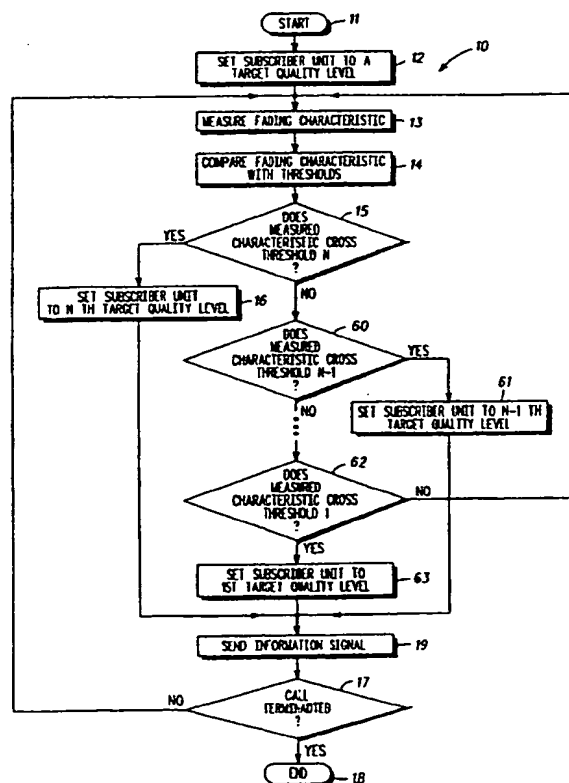 START
11
10
SET SUBSCRIBER UNIT TO A
TARGET QUALITY LEVEL
12
MEASURE FADING CHARACTERISTIC
13
COMPARE FADING CHARACTERISTIC
WITH THRESHOLDS
14
DOES
MEASURED
CHARACTERISTIC CROSS
THRESHOLD N
?
15
YES
NO
SET SUBSCRIBER UNIT
TO N TH TARGET QUALITY LEVEL
16
DOES
MEASURED
CHARACTERISTIC CROSS
THRESHOLD N-1
?
60
YES
NO
SET SUBSCRIBER UNIT TO N-1 TH
TARGET QUALITY LEVEL
61
DOES
MEASURED
CHARACTERISTIC CROSS
THRESHOLD 1
?
62
NO
YES
SET SUBSCRIBER UNIT TO
1ST TARGET QUALITY LEVEL
63
SEND INFORMATION SIGNAL
19
CALL
TERMINADTEB
?
17
NO
YES
END
18